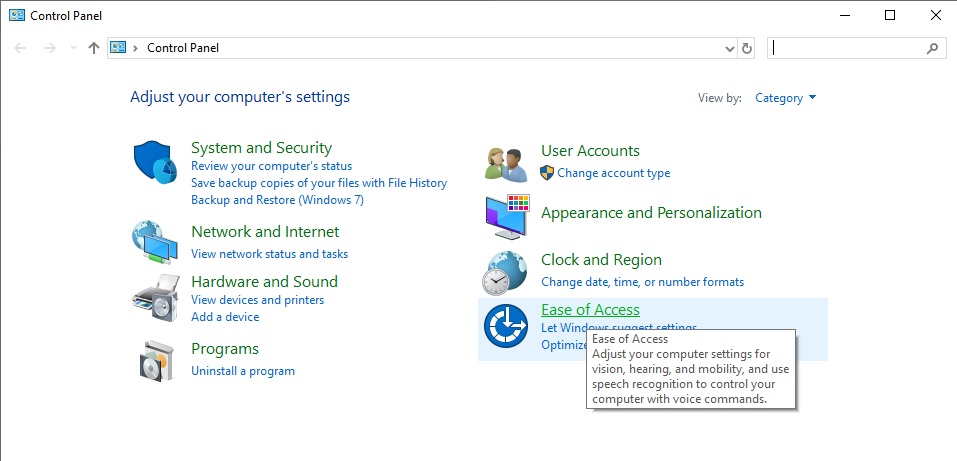 Control Panel
Control Panel
Adjust your computer's settings
View by: Category
System and Security
Review your computer's status
Save backup copies of your files with File History
Backup and Restore (Windows 7)
Network and Internet
View network status and tasks
Hardware and Sound
View devices and printers
Add a device
Programs
Uninstall a program
User Accounts
Change account type
Appearance and Personalization
Clock and Region
Change date, time, or number formats
Ease of Access
Let Windows suggest settings
Optimize
Ease of Access
Adjust your computer settings for
vision, hearing, and mobility, and use
speech recognition to control your
computer with voice commands.